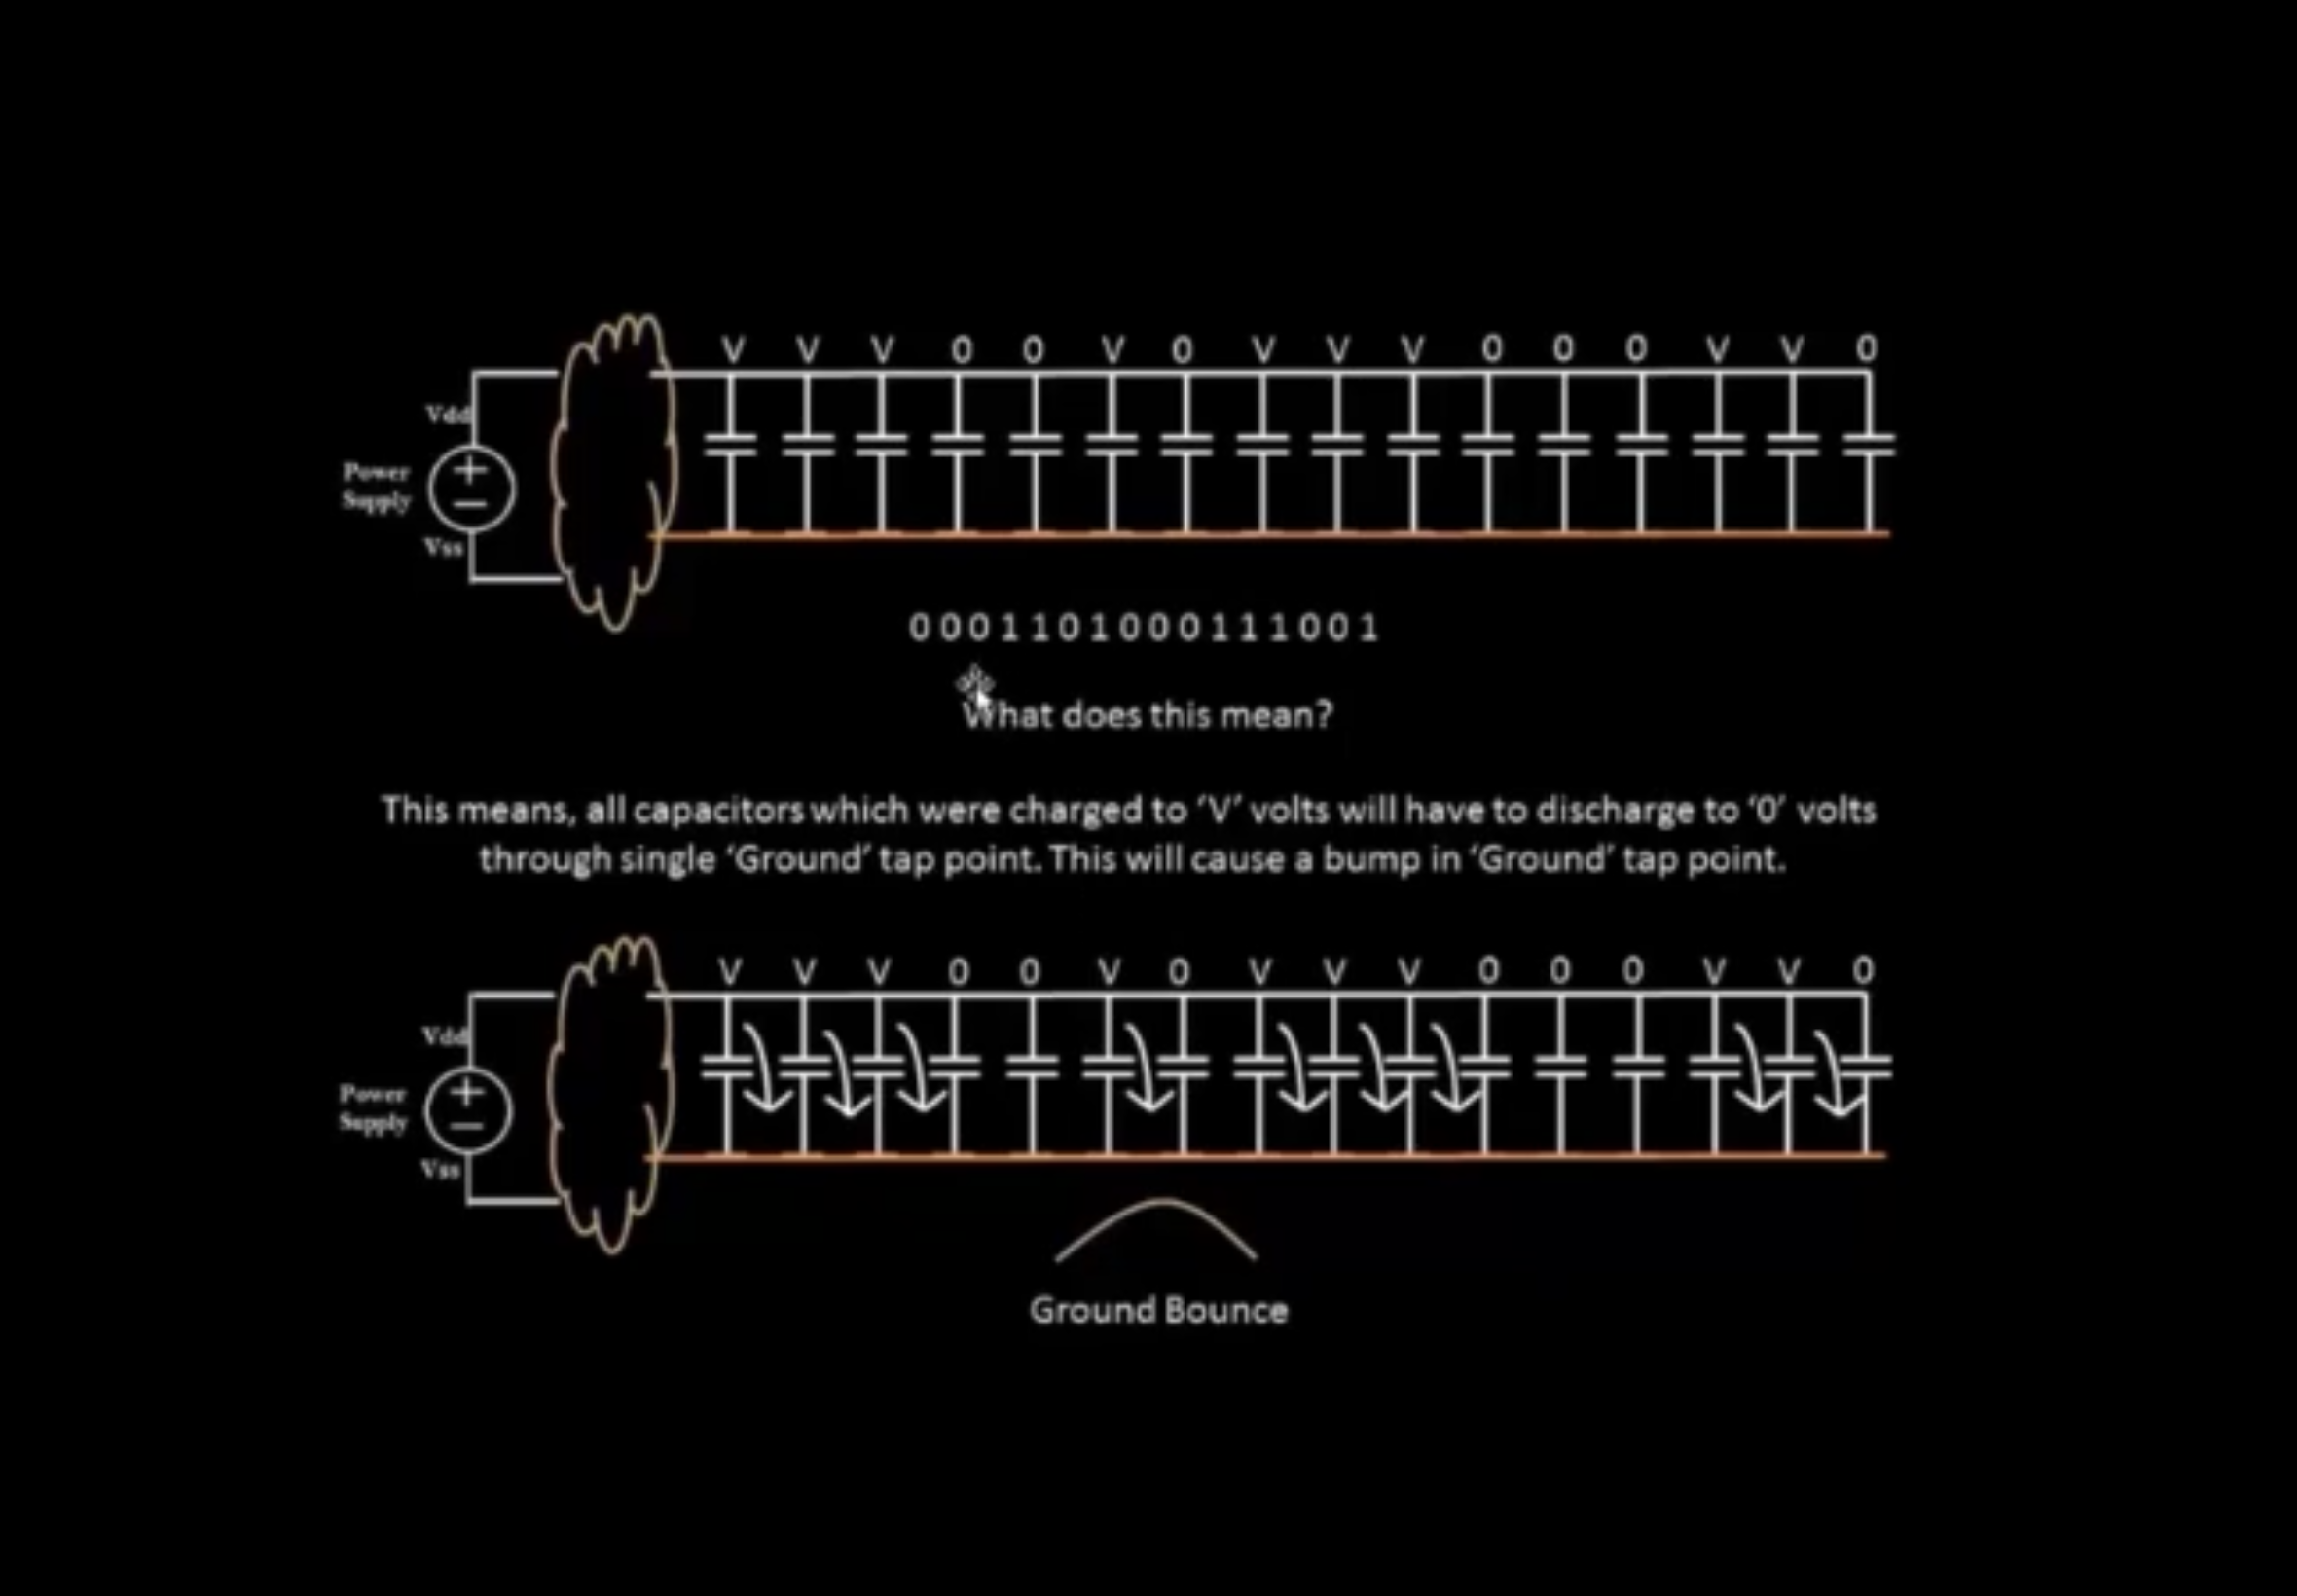 V V V 0 0 V 0 V V V 0 0 0 V V 0
Vdd
Power
Supply
Vss
0 0 0 1 1 0 1 0 0 0 1 1 1 0 0 1
What does this mean?
This means, all capacitors which were charged to ‘V’ volts will have to discharge to ‘0’ volts
through single ‘Ground’ tap point. This will cause a bump in ‘Ground’ tap point.
V V V 0 0 V 0 V V V 0 0 0 V V 0
Vdd
Power
Supply
Vss
Ground Bounce